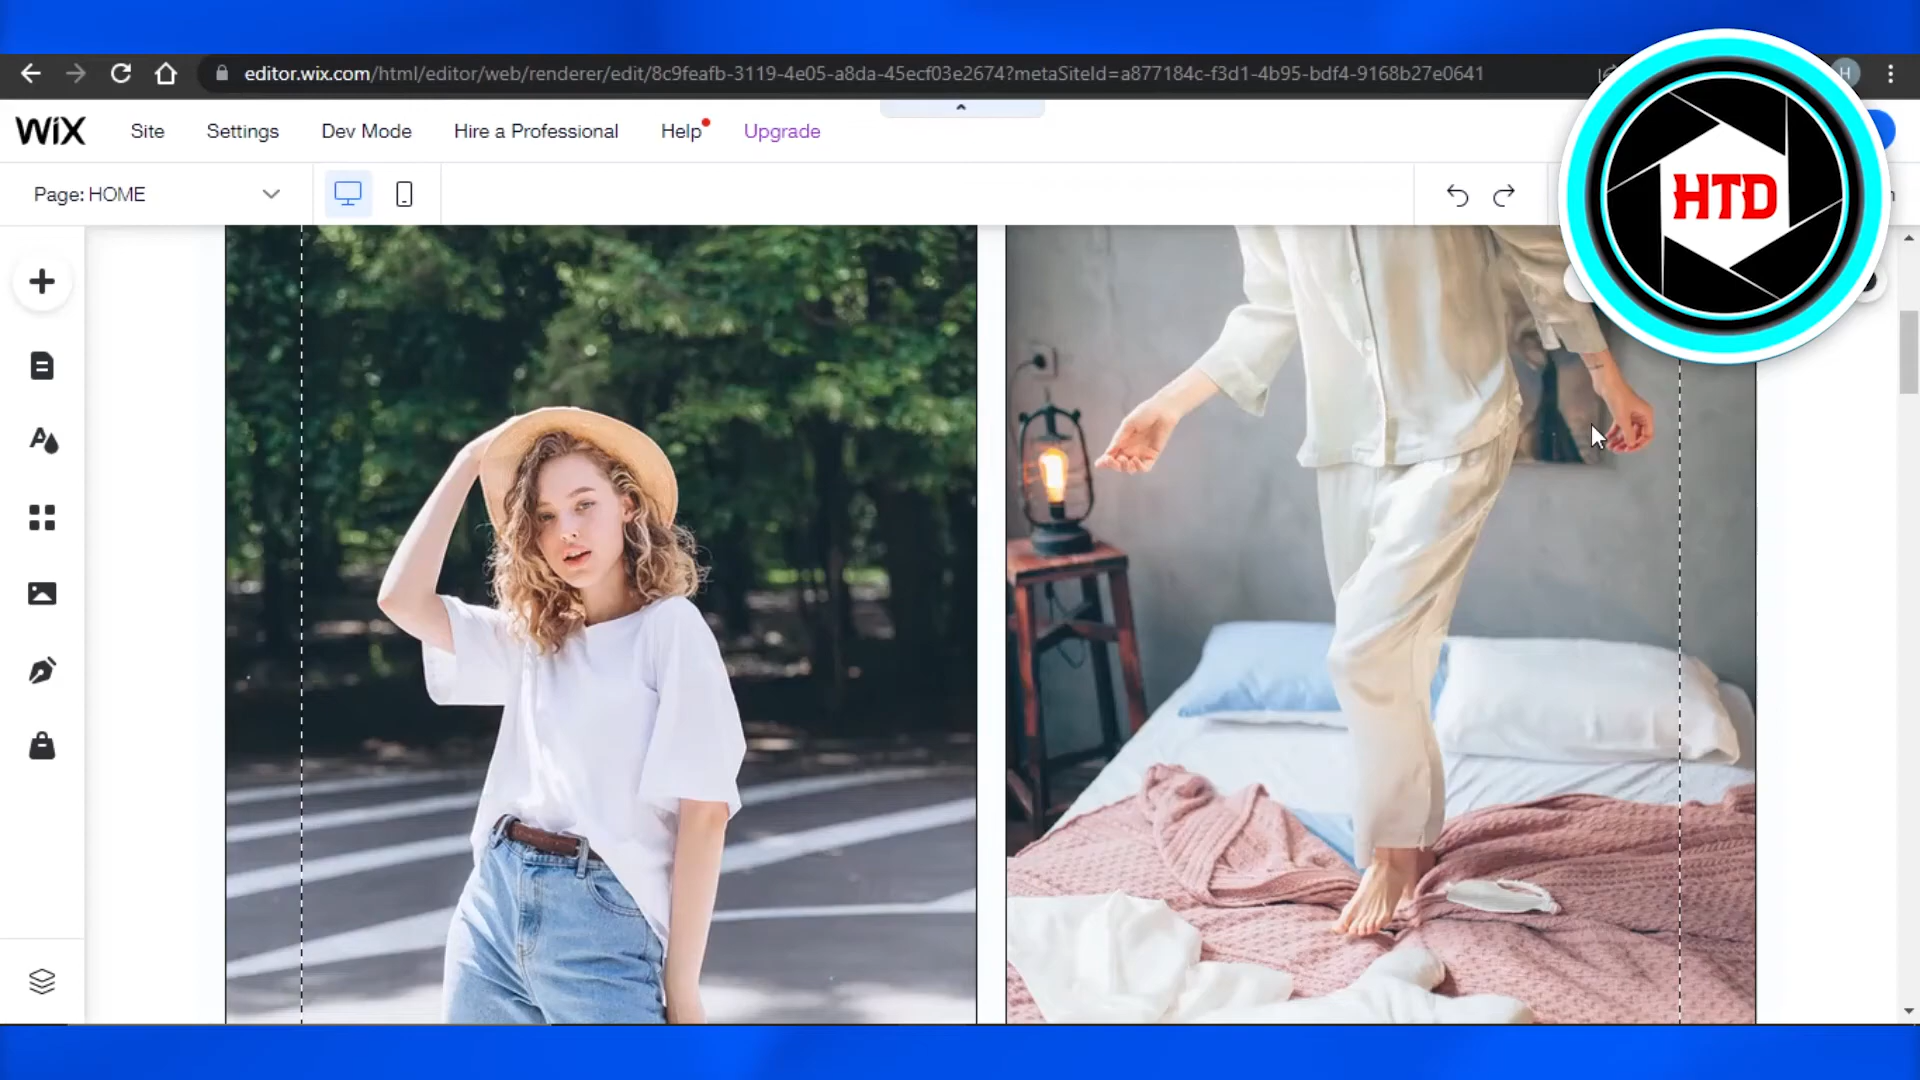 editor.wix.com/html/editor/web/renderer/edit/8c9feafb-3119-4e05-a8da-45ecf03e2674?metaSiteId=a877184c-f3d1-4b95-bdf4-9168b27e0641
H
WiX
Site
Settings
Dev Mode
Hire a Professional
Help
Upgrade
Page: HOME
HTD